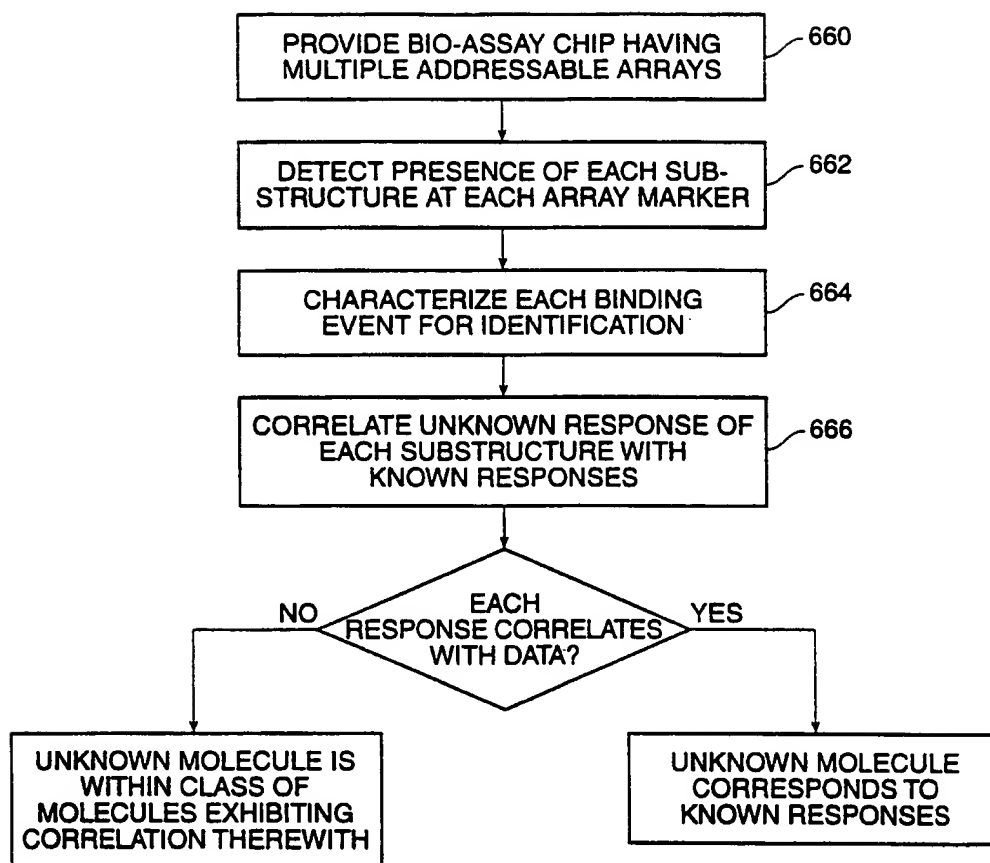 PROVIDE BIO-ASSAY CHIP HAVING
MULTIPLE ADDRESSABLE ARRAYS
660
DETECT PRESENCE OF EACH SUB-
STRUCTURE AT EACH ARRAY MARKER
662
CHARACTERIZE EACH BINDING
EVENT FOR IDENTIFICATION
664
CORRELATE UNKNOWN RESPONSE OF
EACH SUBSTRUCTURE WITH
KNOWN RESPONSES
666
NO
EACH
RESPONSE CORRELATES
WITH DATA?
YES
UNKNOWN MOLECULE IS
WITHIN CLASS OF
MOLECULES EXHIBITING
CORRELATION THEREWITH
UNKNOWN MOLECULE
CORRESPONDS TO
KNOWN RESPONSES